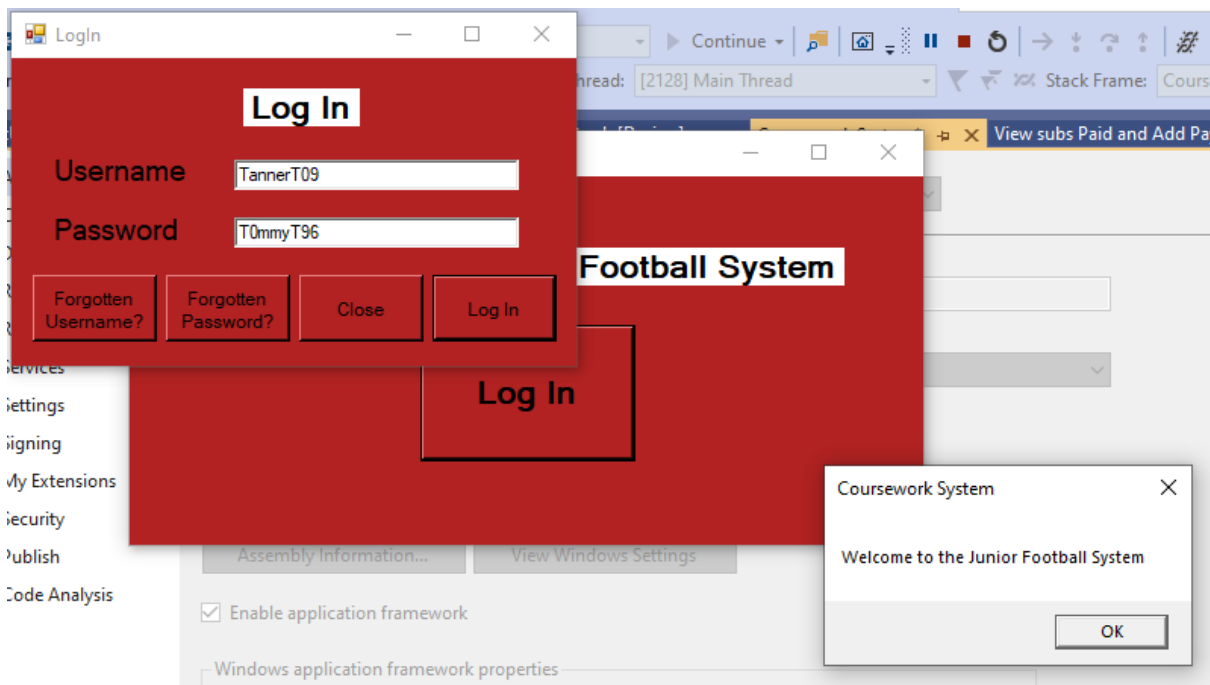 LogIn
Continue
Thread: [2128] Main Thread
Stack Frame:
View subs Paid and Add
Log In
Username
TannerT09
Password
T0mmyT96
Forgotten
Username?
Forgotten
Password?
Close
Log In
Football System
Log In
Services
Settings
Signing
My Extensions
Security
Publish
Code Analysis
Assembly Information...
View Windows Settings
Enable application framework
Windows application framework properties
Coursework System
Welcome to the Junior Football System
OK